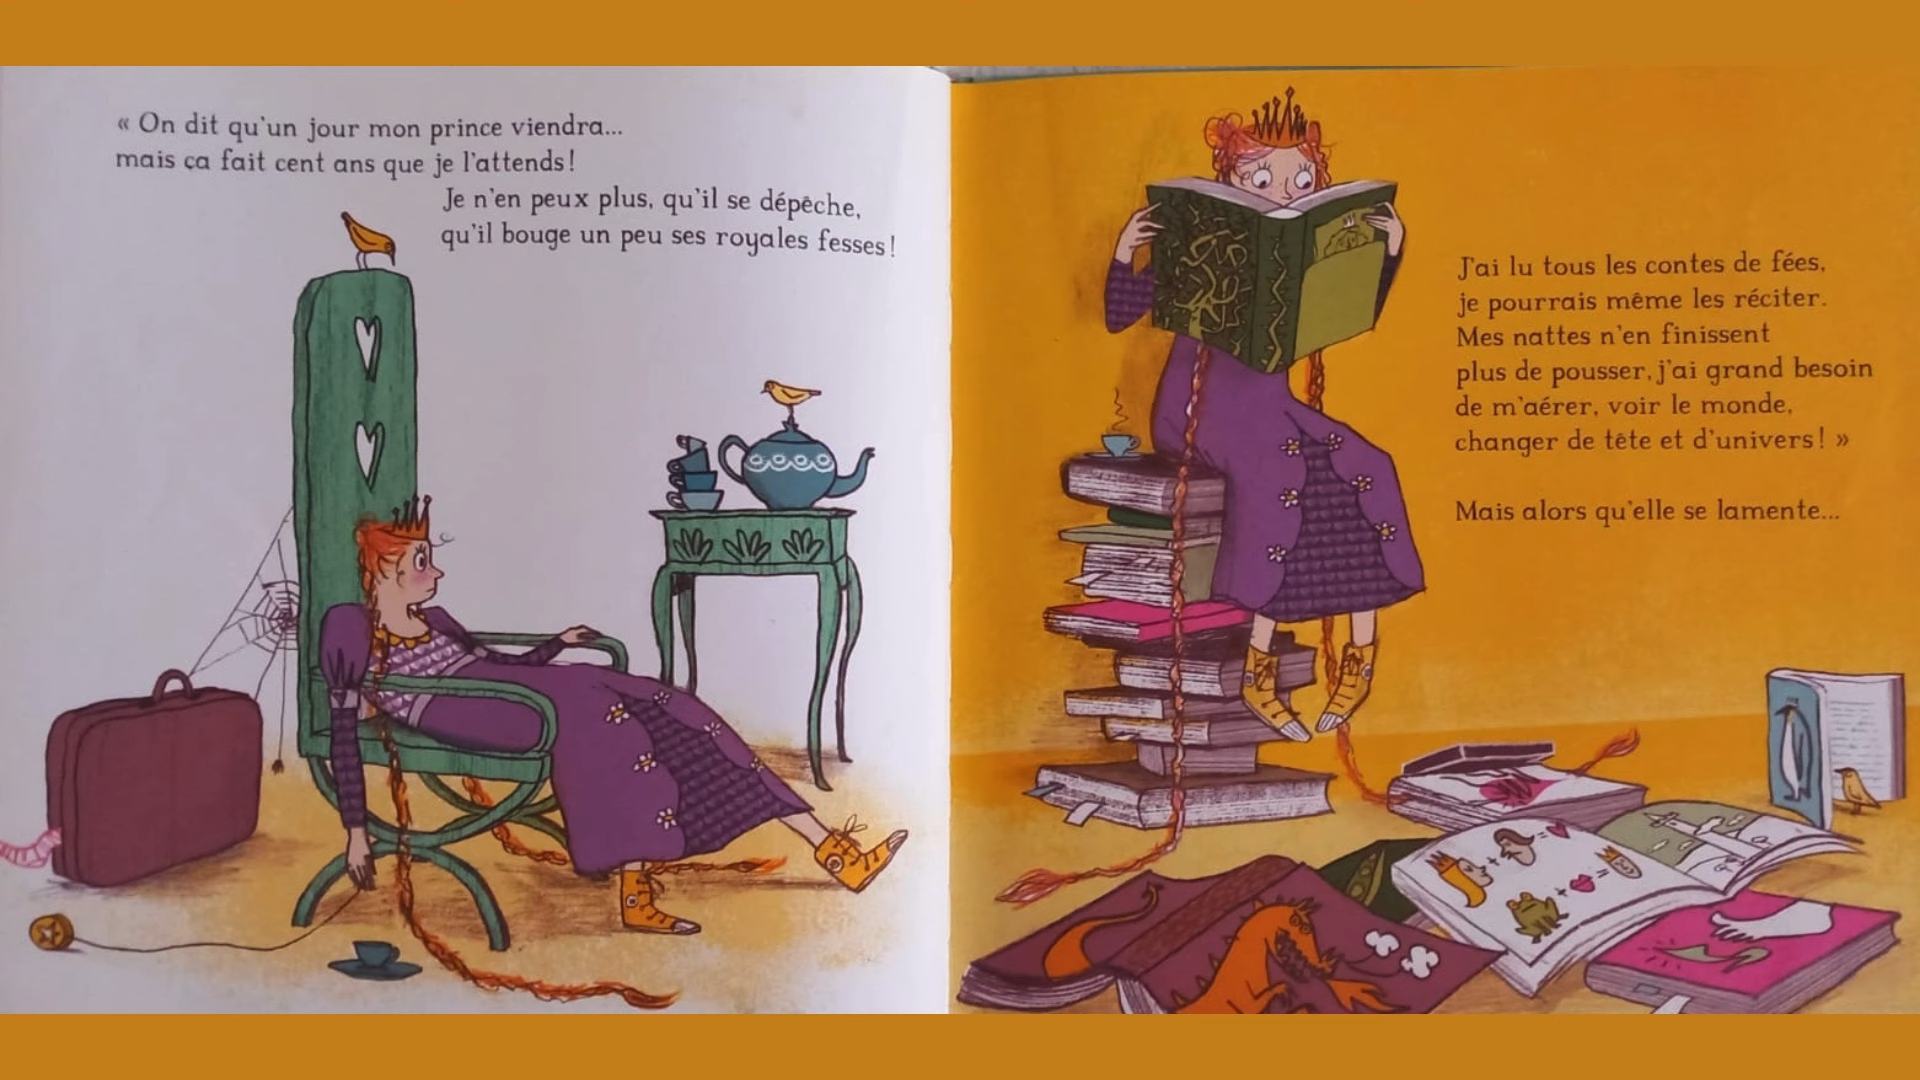 « On dit qu'un jour mon prince viendra...
mais ça fait cent ans que je l'attends !
Je n'en peux plus, qu'il se dépêche,
qu'il bouge un peu ses royales fesses !
J'ai lu tous les contes de fées,
je pourrais même les réciter.
Mes nattes n'en finissent
plus de pousser, j'ai grand besoin
de m'aérer, voir le monde,
changer de tête et d'univers ! »
Mais alors qu'elle se lamente...